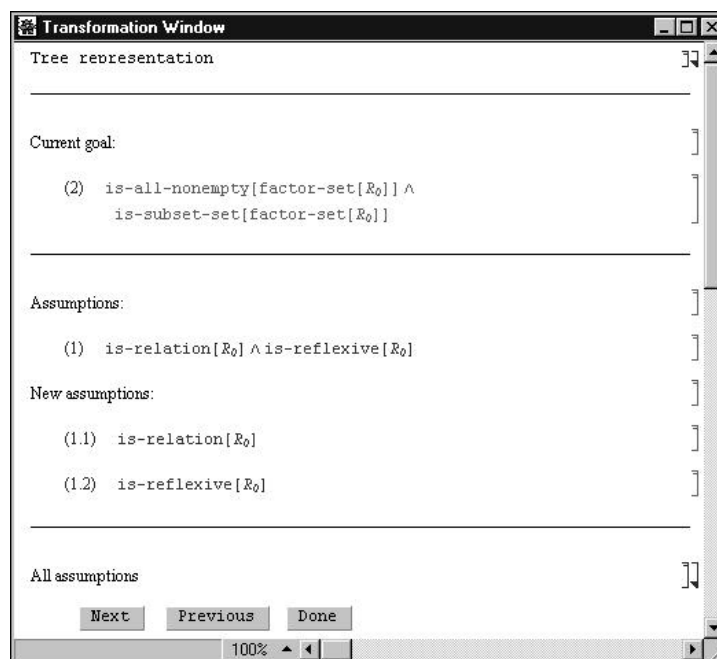 Transformation Window
Tree representation
Current goal:
(2) is-all-nonempty[factor-set[R₀]] ∧
is-subset-set[factor-set[R₀]]
Assumptions:
(1) is-relation[R₀] ∧ is-reflexive[R₀]
New assumptions:
(1.1) is-relation[R₀]
(1.2) is-reflexive[R₀]
All assumptions
Next Previous Done
100%